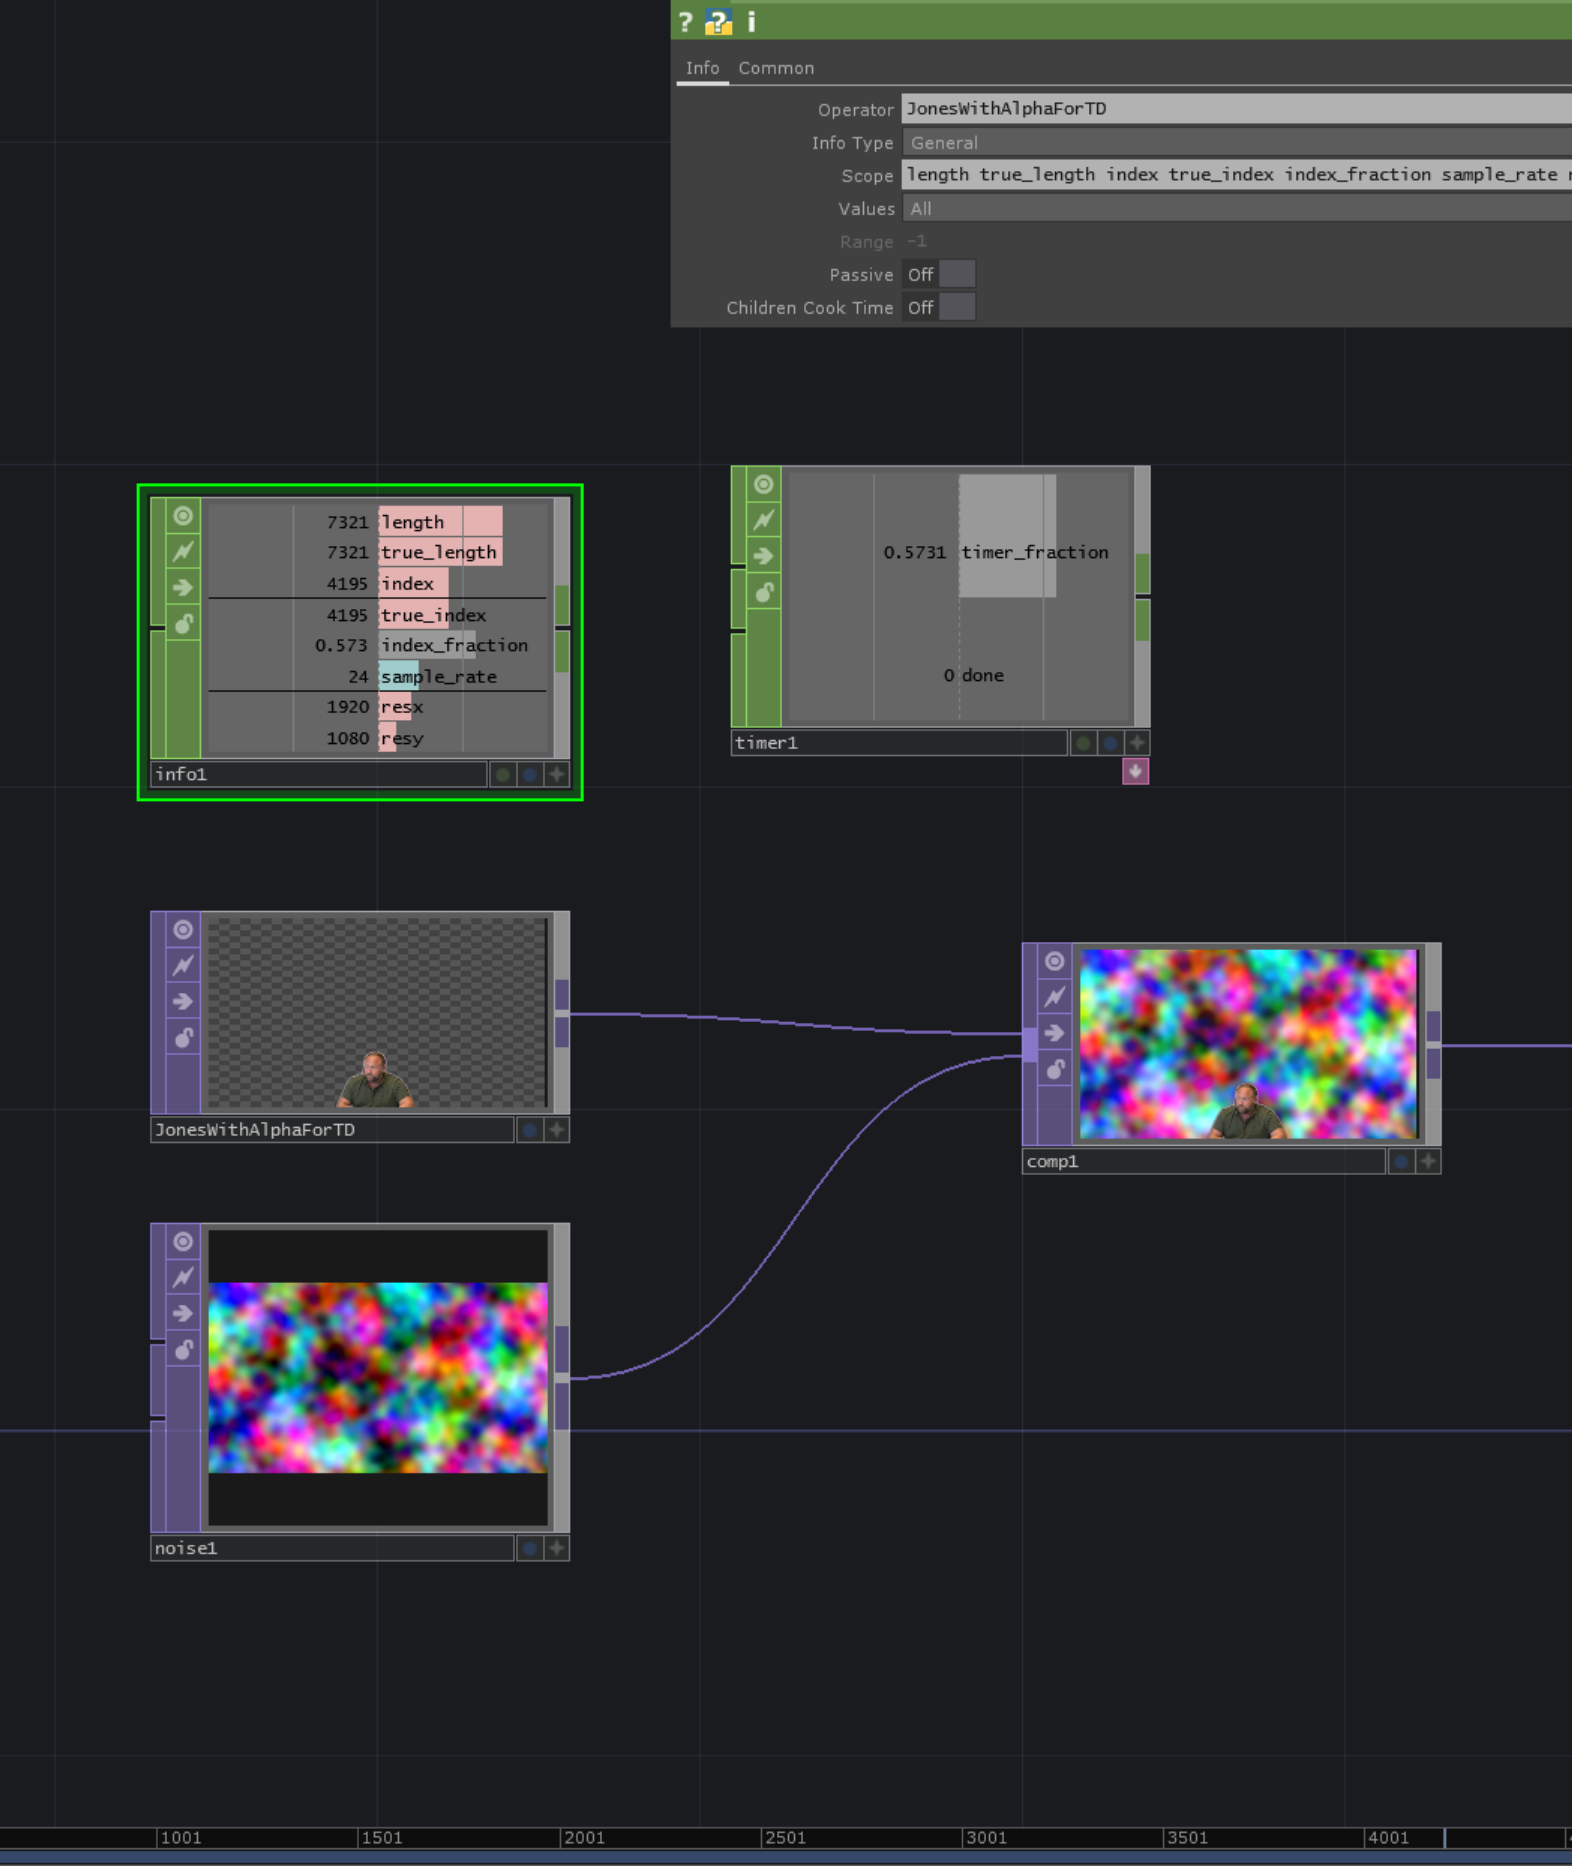 ? ? i
Info Common
Operator JonesWithAlphaForTD
Info Type General
Scope length true_length index true_index index_fraction sample_rate
Values All
Range -1
Passive Off
Children Cook Time Off
7321 length
7321 true_length
4195 index
4195 true_index
0.573 index_fraction
24 sample_rate
1920 resx
1080 resy
info1
0.5731 timer_fraction
0 done
timer1
JonesWithAlphaForTD
comp1
noise1
1001 1501 2001 2501 3001 3501 4001